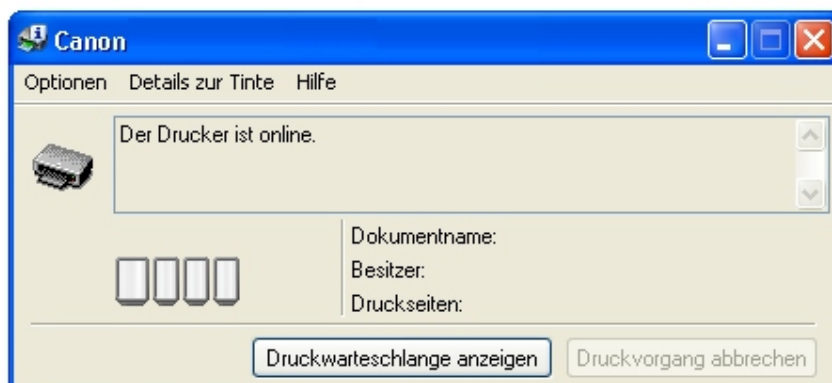 Canon
Optionen Details zur Tinte Hilfe
Der Drucker ist online.
Dokumentname:
Besitzer:
Druckseiten:
Druckwarteschlange anzeigen Druckvorgang abbrechen